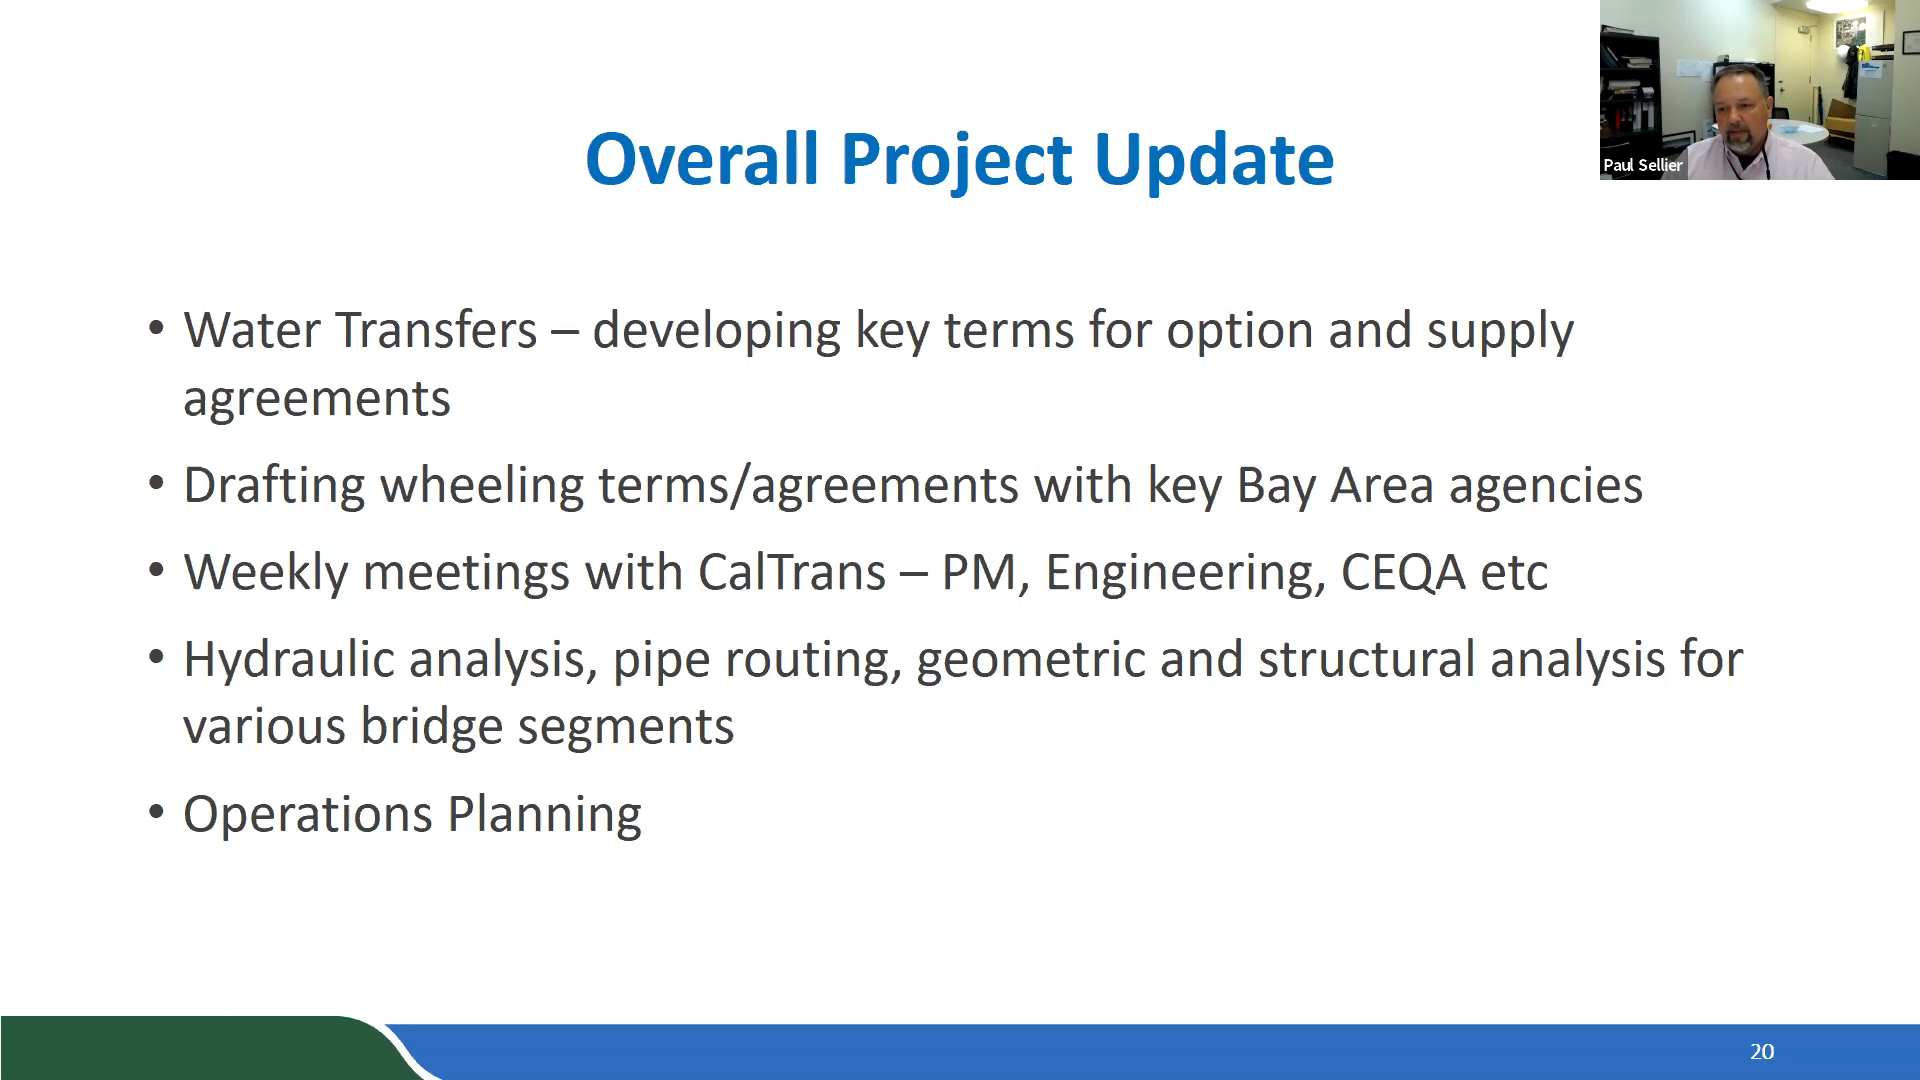 Overall Project Update
Paul Sellier
• Water Transfers – developing key terms for option and supply
agreements
• Drafting wheeling terms/agreements with key Bay Area agencies
• Weekly meetings with CalTrans – PM, Engineering, CEQA etc
• Hydraulic analysis, pipe routing, geometric and structural analysis for
various bridge segments
• Operations Planning
20